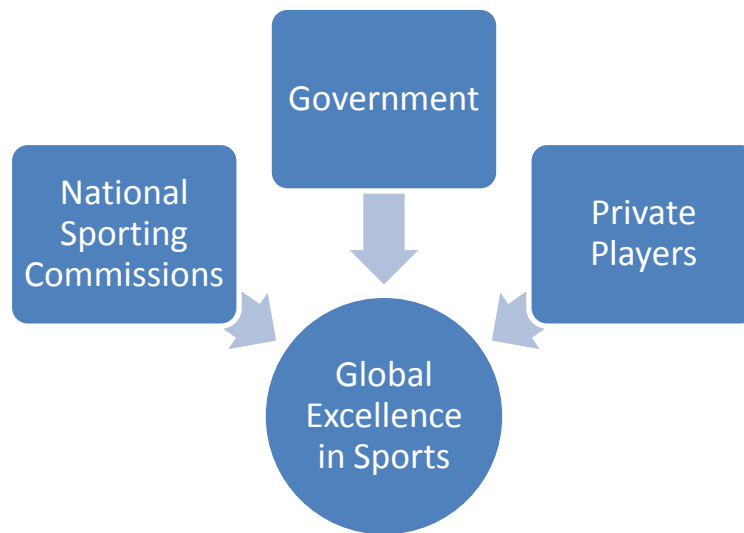 Government
National
Sporting
Commissions
Private
Players
Global
Excellence
in Sports